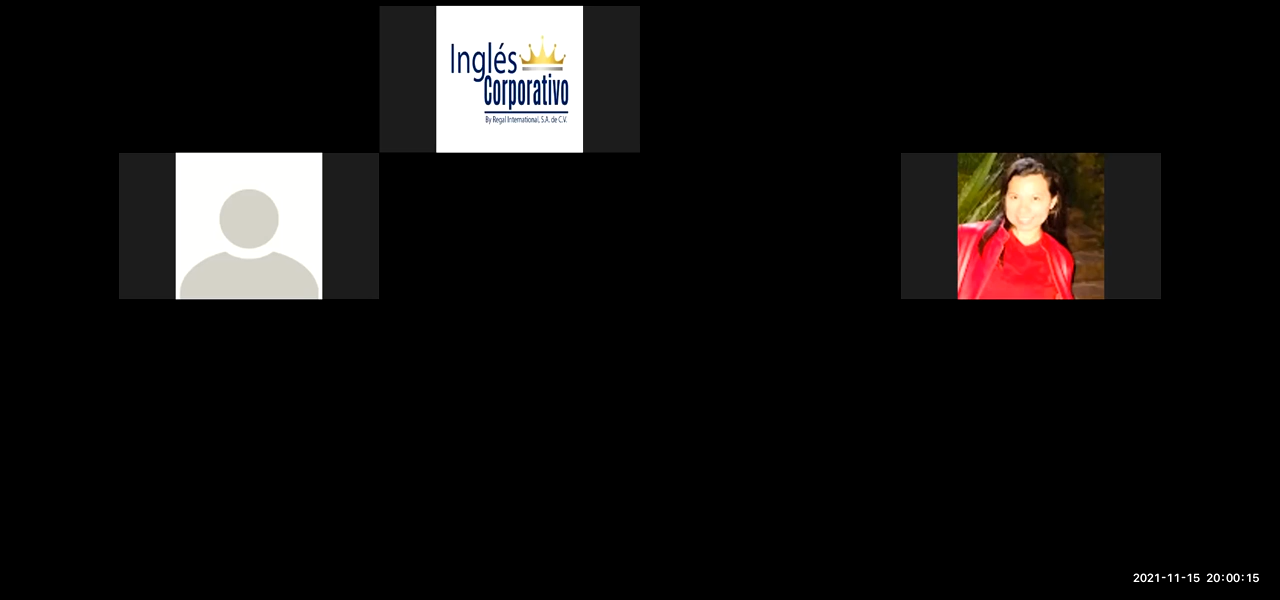 Inglés
Corporativo
By Regal International, S.A. de C.V.
2021-11-15 20:00:15